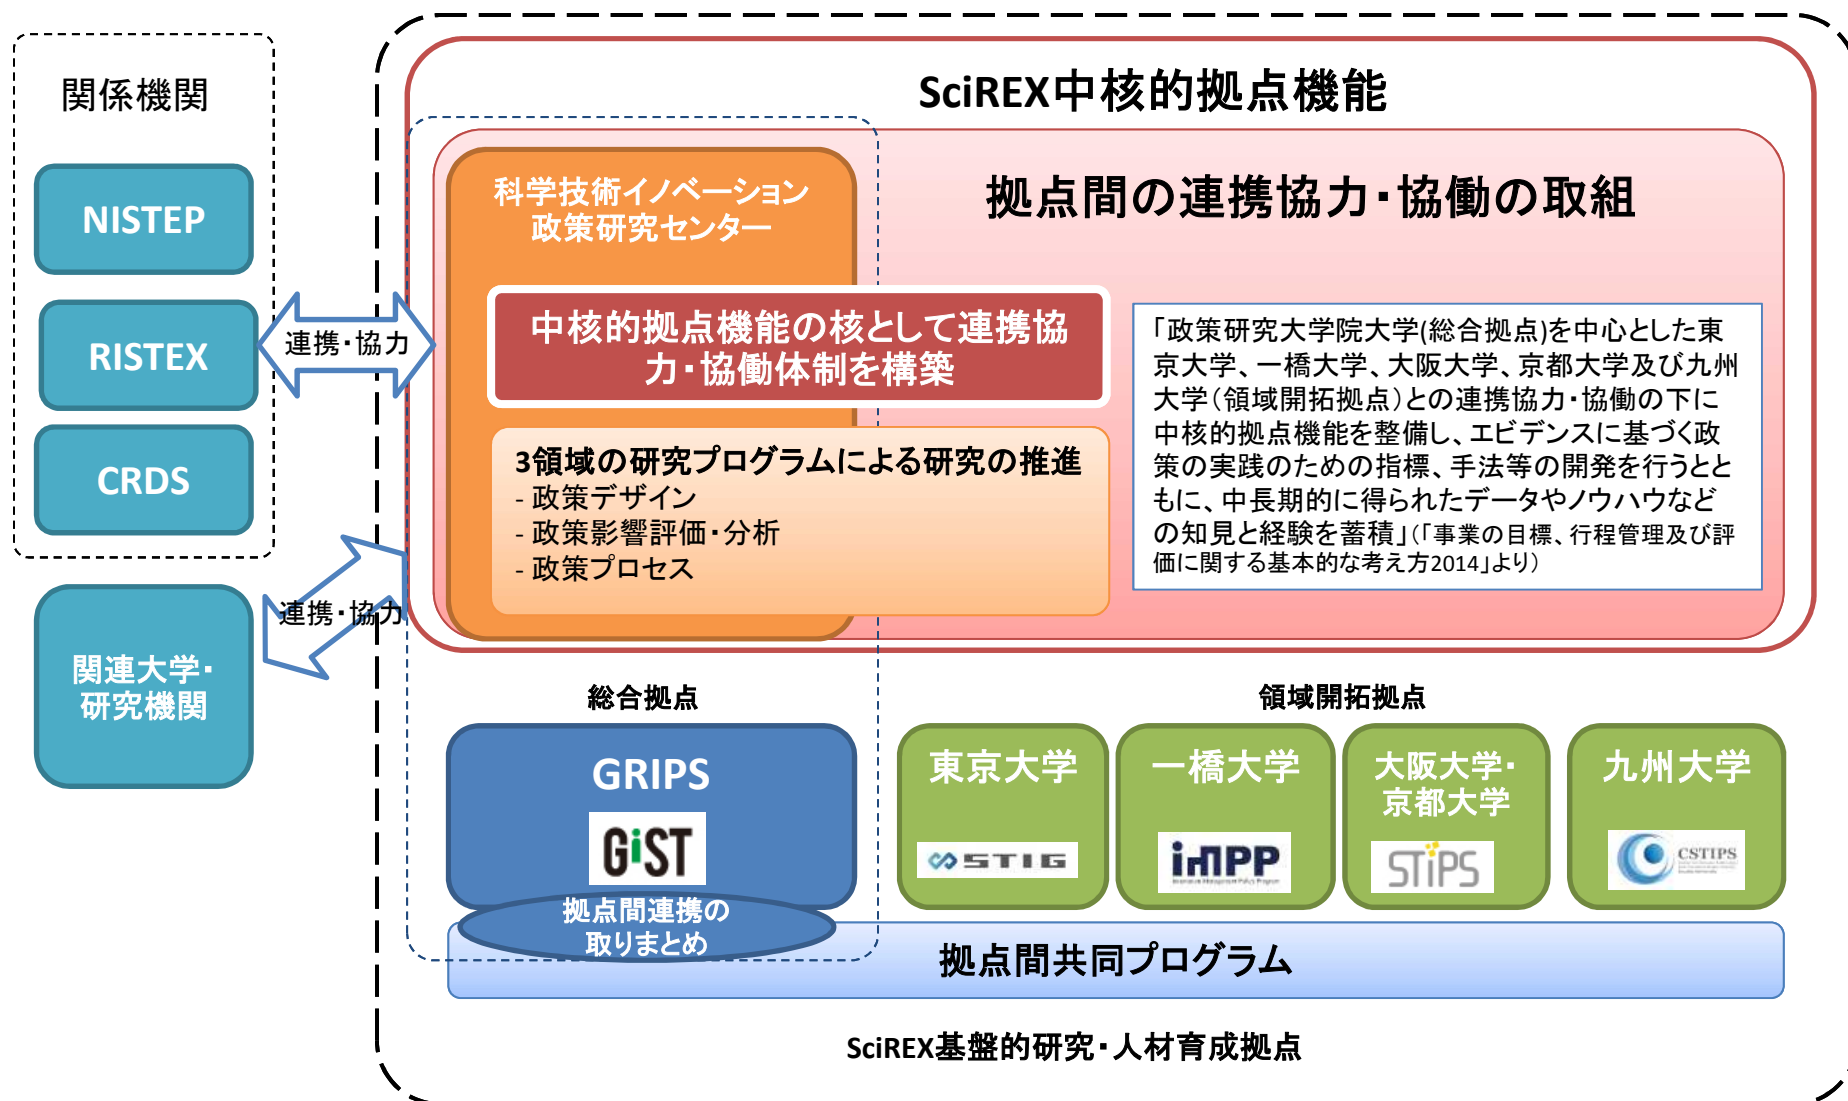 関係機関
NISTEP
RISTEX
CRDS
連携・協力
連携・協力
関連大学・
研究機関
SciREX中核的拠点機能
科学技術イノベーション
政策研究センター
拠点間の連携協力・協働の取組
中核的拠点機能の核として連携協
力・協働体制を構築
3領域の研究プログラムによる研究の推進
- 政策デザイン
- 政策影響評価・分析
- 政策プロセス
「政策研究大学院大学(総合拠点)を中心とした東
京大学、一橋大学、大阪大学、京都大学及び九州
大学（領域開拓拠点）との連携協力・協働の下に
中核的拠点機能を整備し、エビデンスに基づく政
策の実践のための指標、手法等の開発を行うとと
もに、中長期的に得られたデータやノウハウなど
の知見と経験を蓄積」（「事業の目標、行程管理及び評
価に関する基本的な考え方2014」より）
総合拠点
領域開拓拠点
GRIPS
GiST
拠点間連携の
取りまとめ
東京大学
STIG
一橋大学
imPP
Innovation Management Policy Program
大阪大学・
京都大学
STiPS
九州大学
CSTIPS
拠点間共同プログラム
SciREX基盤的研究・人材育成拠点